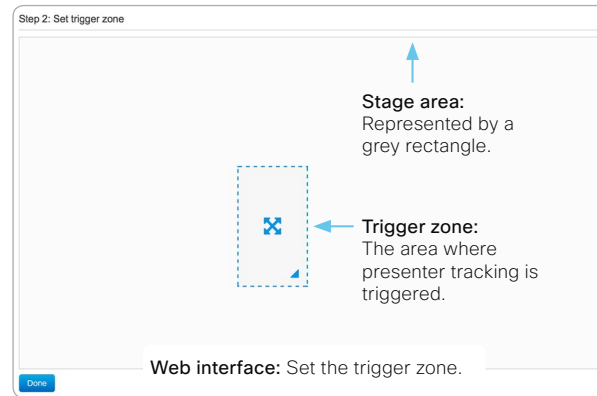 Step 2: Set trigger zone
Stage area:
Represented by a
grey rectangle.
Trigger zone:
The area where
presenter tracking is
triggered.
Web interface: Set the trigger zone.
Done